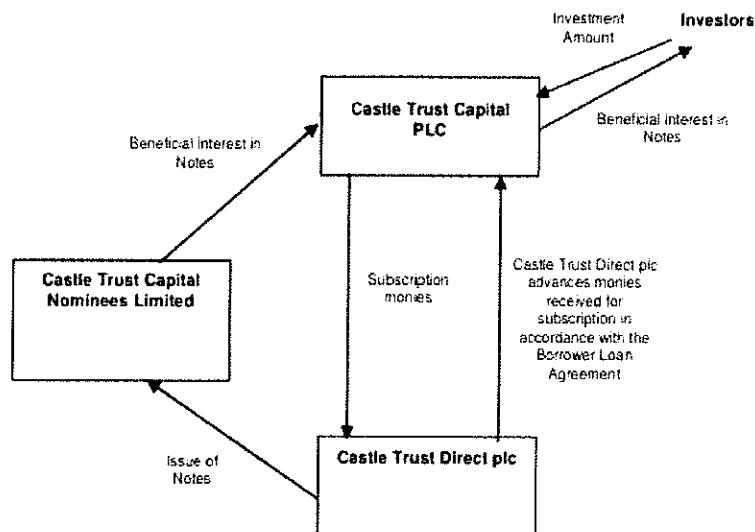 Investment
Amount
Investors
Castle Trust Capital
PLC
Beneficial Interest in
Notes
Beneficial Interest in
Notes
Castle Trust Capital
Nominees Limited
Subscription
monies
Castle Trust Direct plc
advances monies
received for
subscription in
accordance with the
Borrower Loan
Agreement
Issue of
Notes
Castle Trust Direct plc